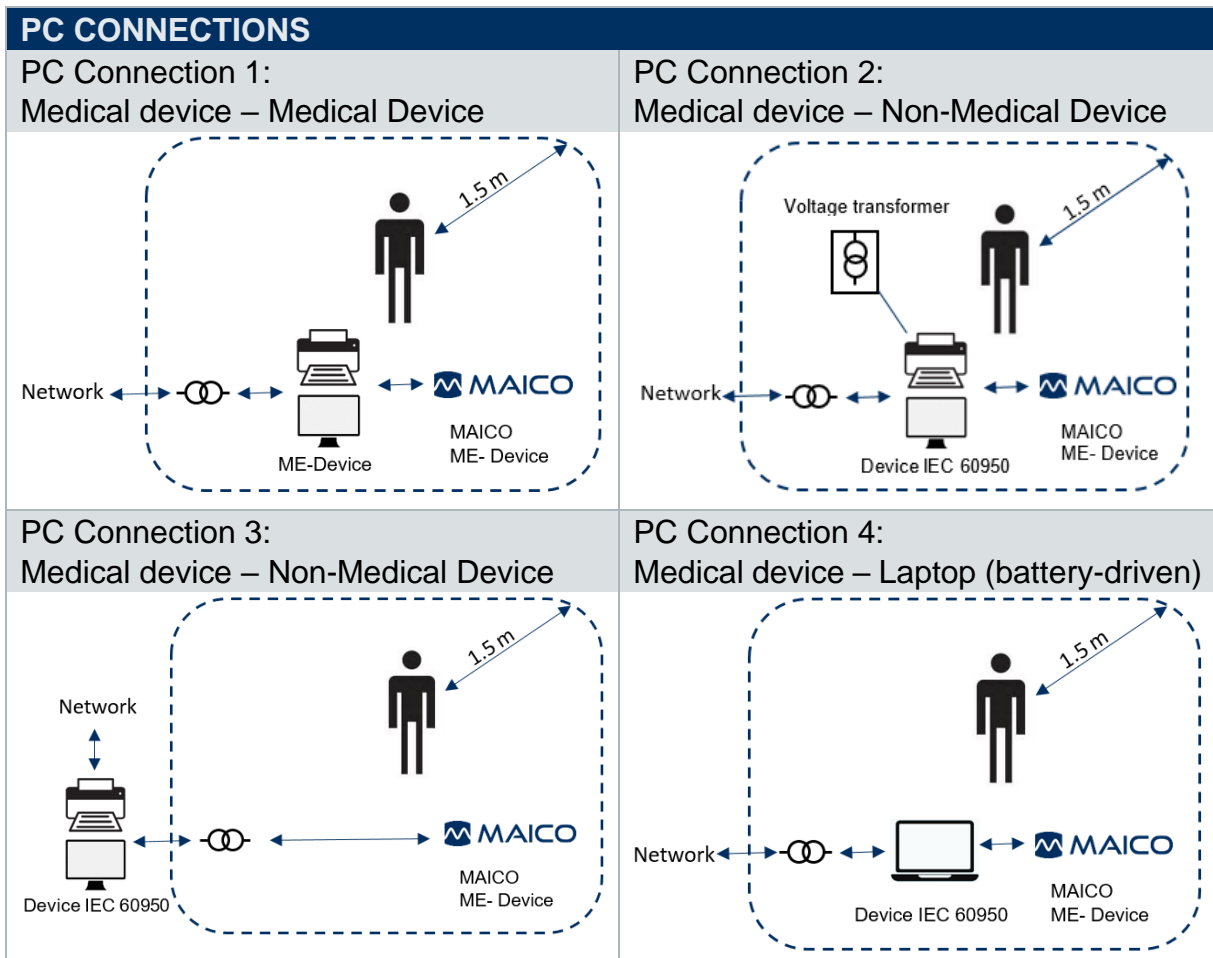 PC CONNECTIONS
PC Connection 1:
Medical device – Medical Device
1.5 m
Network
MAICO
ME-Device
MAICO
ME- Device
PC Connection 2:
Medical device – Non-Medical Device
Voltage transformer
1.5 m
Network
MAICO
Device IEC 60950
MAICO
ME- Device
PC Connection 3:
Medical device – Non-Medical Device
1.5 m
Network
MAICO
Device IEC 60950
MAICO
ME- Device
PC Connection 4:
Medical device – Laptop (battery-driven)
1.5 m
Network
MAICO
Device IEC 60950
MAICO
ME- Device